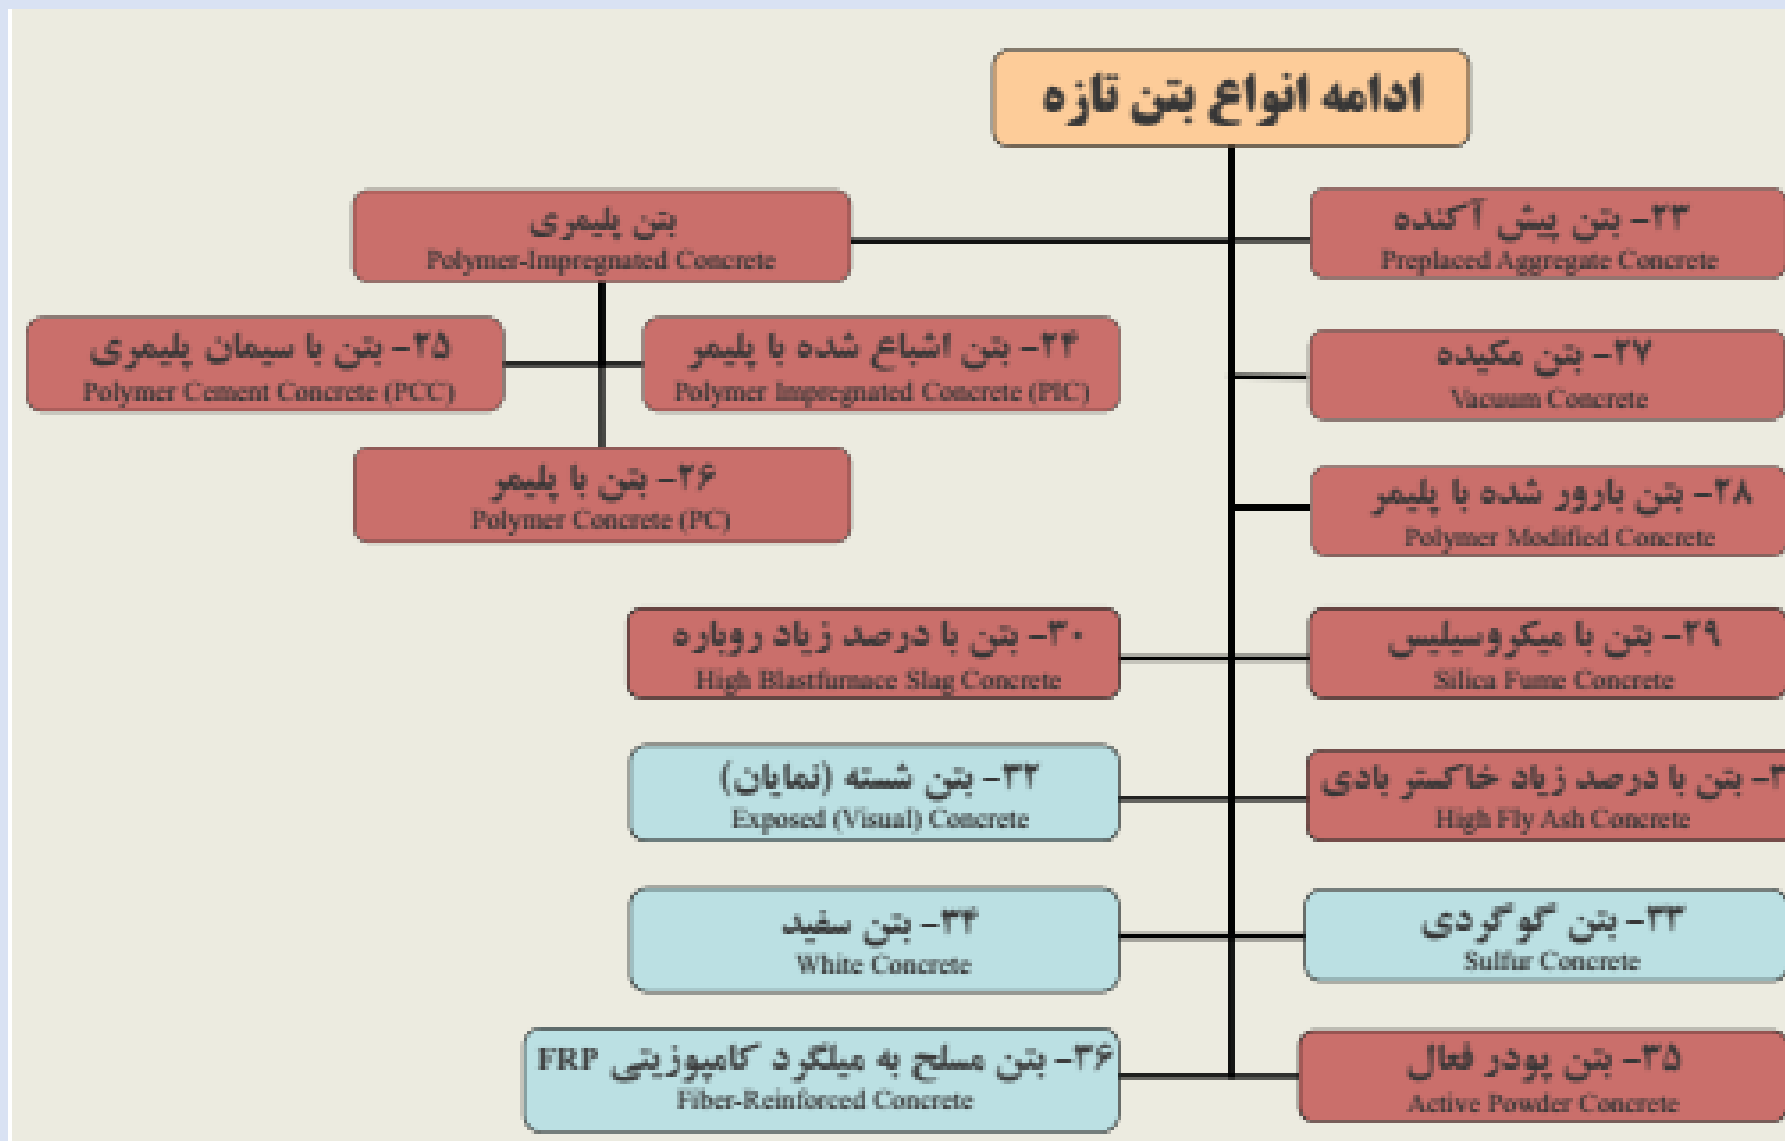 ادامه انواع بتن تازه
۲۳- بتن پیش آکنده
Preplaced Aggregate Concrete
بتن پلیمری
Polymer-Impregnated Concrete
۲۴- بتن اشباع شده با پلیمر
Polymer Impregnated Concrete (PIC)
۲۵- بتن با سیمان پلیمری
Polymer Cement Concrete (PCC)
۲۶- بتن با پلیمر
Polymer Concrete (PC)
۲۷- بتن مکیده
Vacuum Concrete
۲۸- بتن بارور شده با پلیمر
Polymer Modified Concrete
۲۹- بتن با میکروسیلیس
Silica Fume Concrete
۳۰- بتن با درصد زیاد روباره
High Blastfurnace Slag Concrete
- بتن با درصد زیاد خاکستر بادی
High Fly Ash Concrete
۳۲- بتن شسته (نمایان)
Exposed (Visual) Concrete
۳۳- بتن گوگردی
Sulfur Concrete
۳۴- بتن سفید
White Concrete
۳۵- بتن پودر فعال
Active Powder Concrete
۳۶- بتن مسلح به میلگرد کامپوزیتی FRP
Fiber-Reinforced Concrete